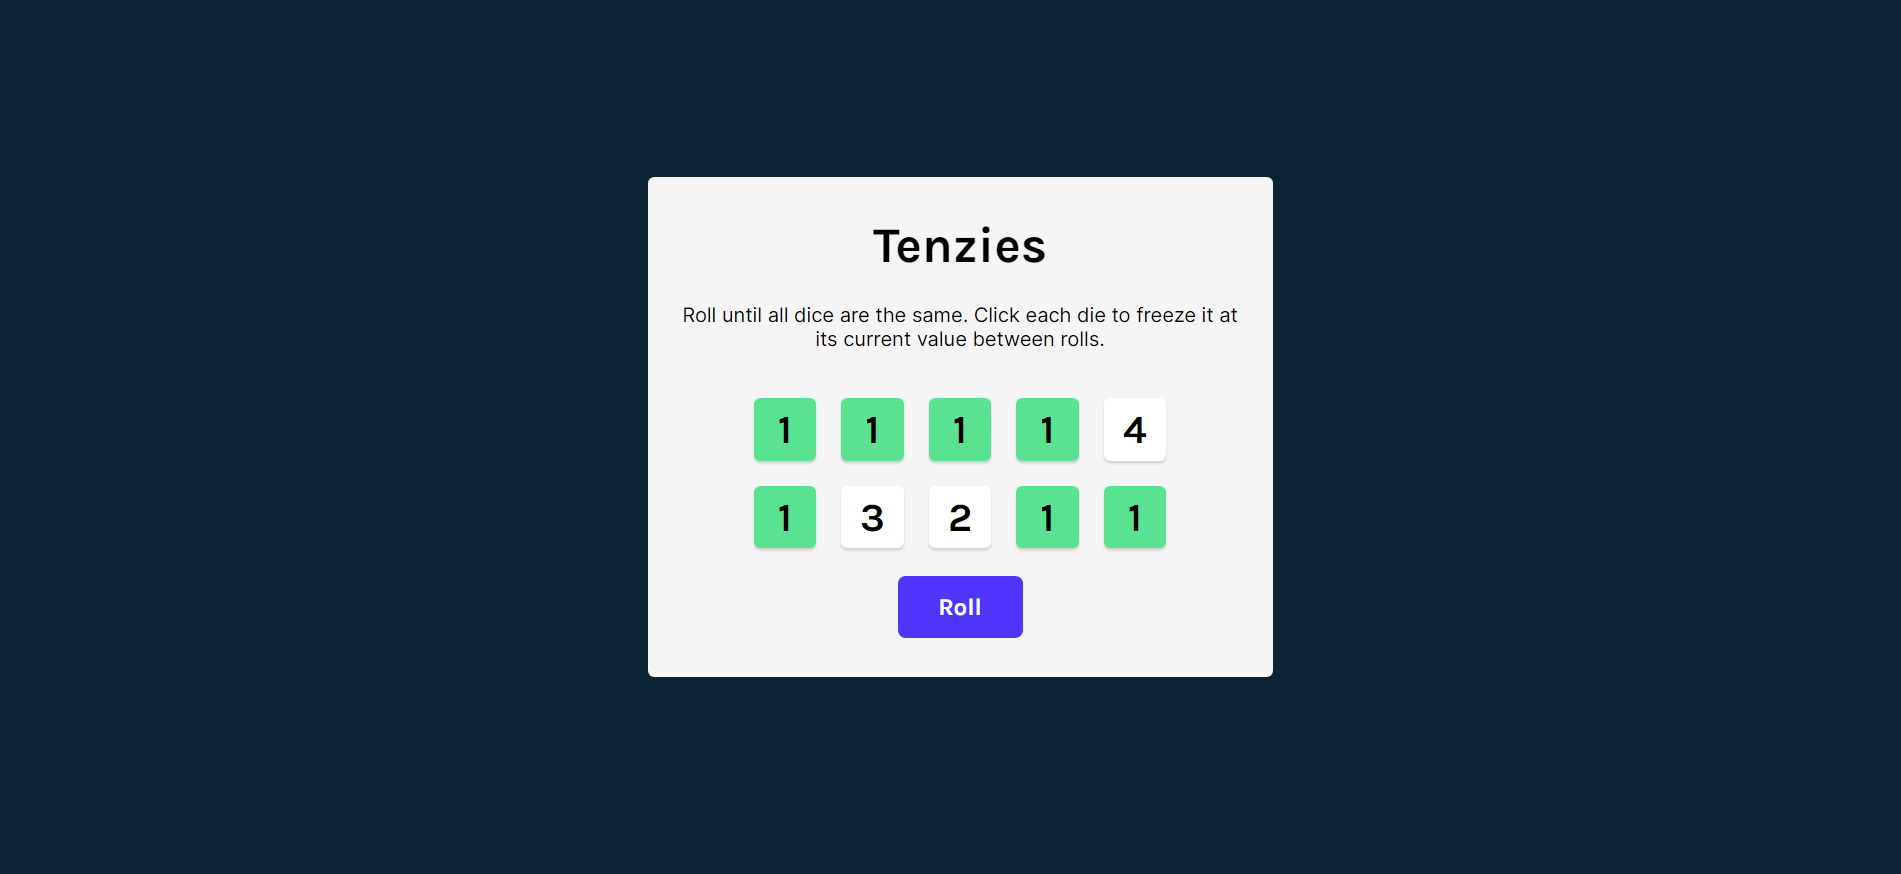 Tenzies
Roll until all dice are the same. Click each die to freeze it at
its current value between rolls.
1 1 1 1 4
1 3 2 1 1
Roll